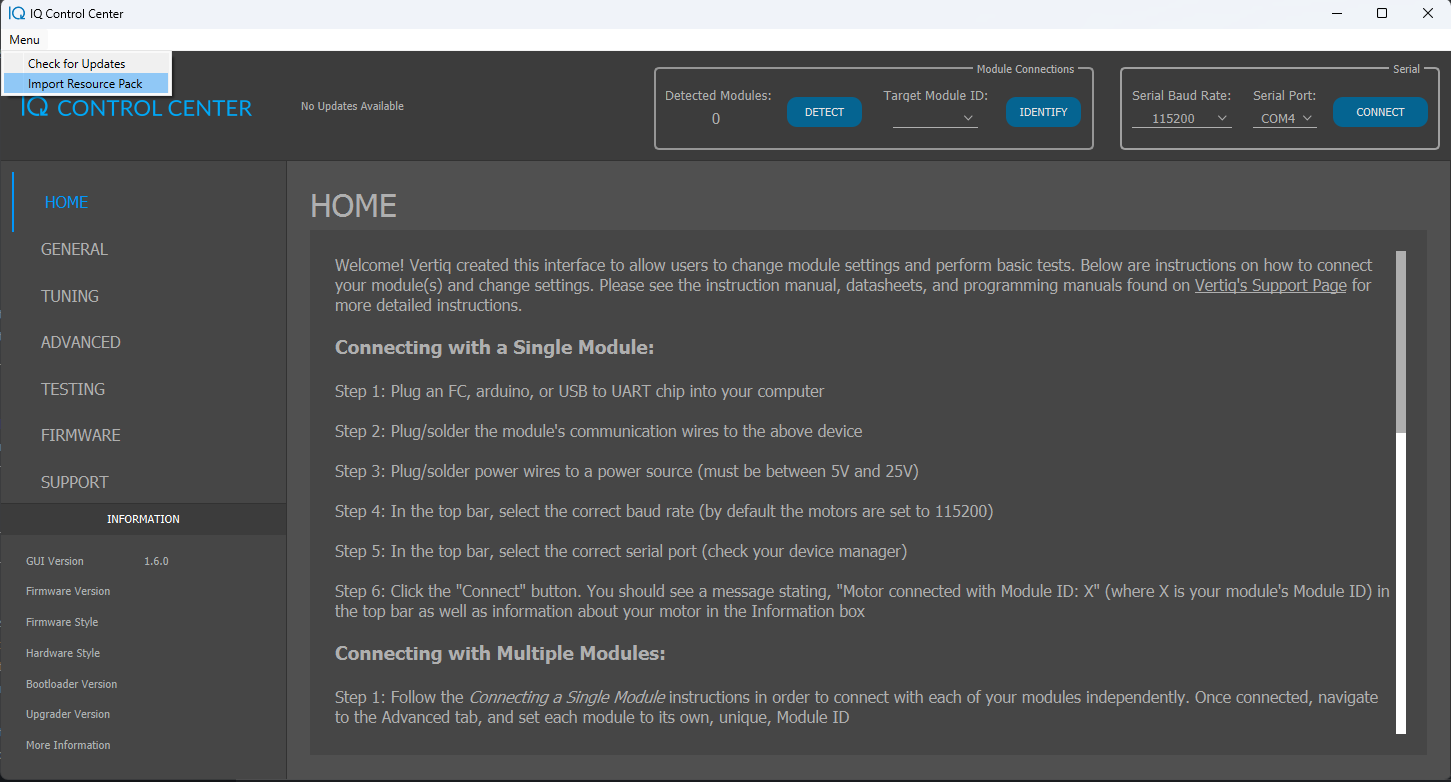 IQ IQ Control Center
Menu
Check for Updates
Import Resource Pack
IQ CONTROL CENTER
No Updates Available
Module Connections
Detected Modules:
0
DETECT
Target Module ID:
IDENTIFY
Serial
Serial Baud Rate:
115200
Serial Port:
COM4
CONNECT
HOME
GENERAL
TUNING
ADVANCED
TESTING
FIRMWARE
SUPPORT
INFORMATION
GUI Version 1.6.0
Firmware Version
Firmware Style
Hardware Style
Bootloader Version
Upgrader Version
More Information
HOME
Welcome! Vertiq created this interface to allow users to change module settings and perform basic tests. Below are instructions on how to connect
your module(s) and change settings. Please see the instruction manual, datasheets, and programming manuals found on Vertiq's Support Page for
more detailed instructions.
Connecting with a Single Module:
Step 1: Plug an FC, arduino, or USB to UART chip into your computer
Step 2: Plug/solder the module's communication wires to the above device
Step 3: Plug/solder power wires to a power source (must be between 5V and 25V)
Step 4: In the top bar, select the correct baud rate (by default the motors are set to 115200)
Step 5: In the top bar, select the correct serial port (check your device manager)
Step 6: Click the "Connect" button. You should see a message stating, "Motor connected with Module ID: X" (where X is your module's Module ID) in
the top bar as well as information about your motor in the Information box
Connecting with Multiple Modules:
Step 1: Follow the Connecting a Single Module instructions in order to connect with each of your modules independently. Once connected, navigate
to the Advanced tab, and set each module to its own, unique, Module ID